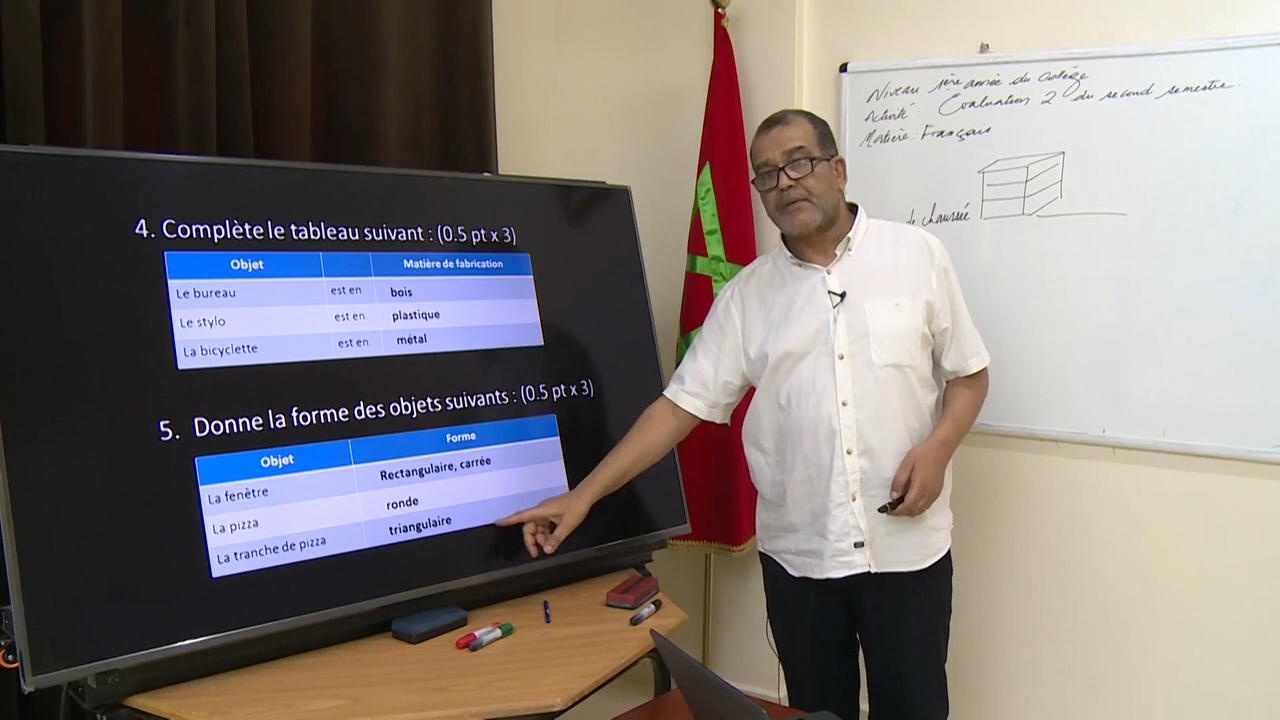 4. Complète le tableau suivant : (0.5 pt x 3)
Objet Matière de fabrication
Le bureau est en bois
Le stylo est en plastique
La bicyclette est en métal
5. Donne la forme des objets suivants : (0.5 pt x 3)
Objet Forme
La fenêtre Rectangulaire, carrée
La pizza ronde
La tranche de pizza triangulaire
Niveau 1ère année du collège
Activité : Evaluation 2 du second semestre.
Matière : Français
de chaussée